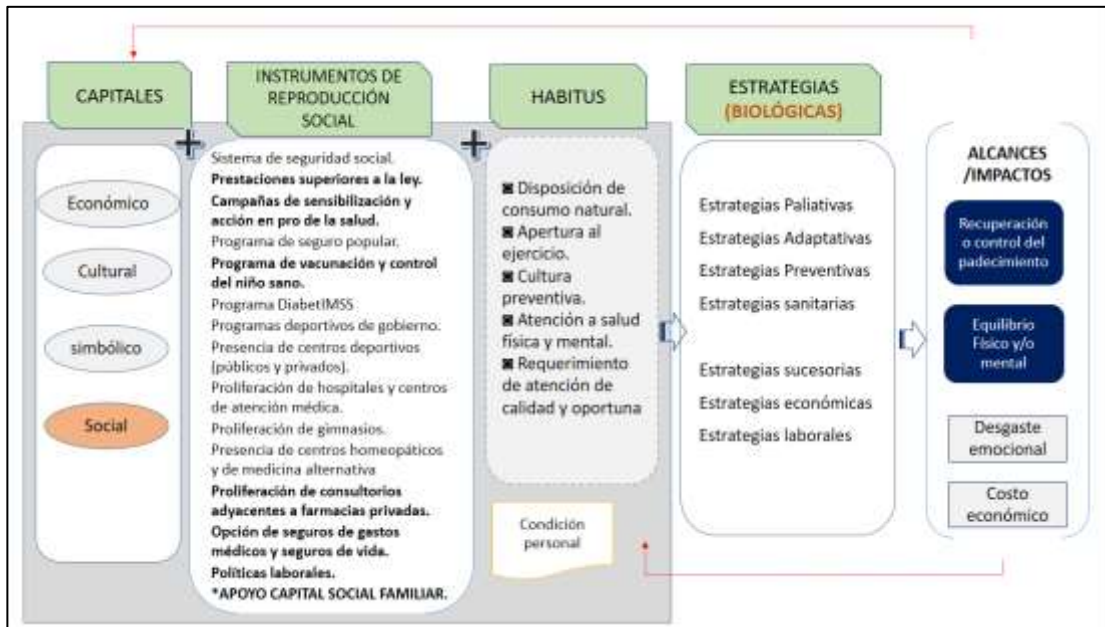 CAPITALES
Económico
Cultural
simbólico
Social
INSTRUMENTOS DE
REPRODUCCIÓN
SOCIAL
Sistema de seguridad social.
Prestaciones superiores a la ley.
Campañas de sensibilización y
acción en pro de la salud.
Programa de seguro popular.
Programa de vacunación y control
del niño sano.
Programa DiabetIMSS
Programas deportivos de gobierno.
Presencia de centros deportivos
(públicos y privados).
Proliferación de hospitales y centros
de atención médica.
Proliferación de gimnasios.
Presencia de centros homeopáticos
y de medicina alternativa
Proliferación de consultorios
adyacentes a farmacias privadas.
Opción de seguros de gastos
médicos y seguros de vida.
Políticas laborales.
*APOYO CAPITAL SOCIAL FAMILIAR.
HABITUS
Disposición de
consumo natural.
Apertura al
ejercicio.
Cultura
preventiva.
Atención a salud
física y mental.
Requerimiento
de atención de
calidad y oportuna
Condición
personal
ESTRATEGIAS
(BIOLÓGICAS)
Estrategias Paliativas
Estrategias Adaptativas
Estrategias Preventivas
Estrategias sanitarias
Estrategias sucesorias
Estrategias económicas
Estrategias laborales
ALCANCES
/IMPACTOS
Recuperación
o control del
padecimiento
Equilibrio
Físico y/o
mental
Desgaste
emocional
Costo
económico